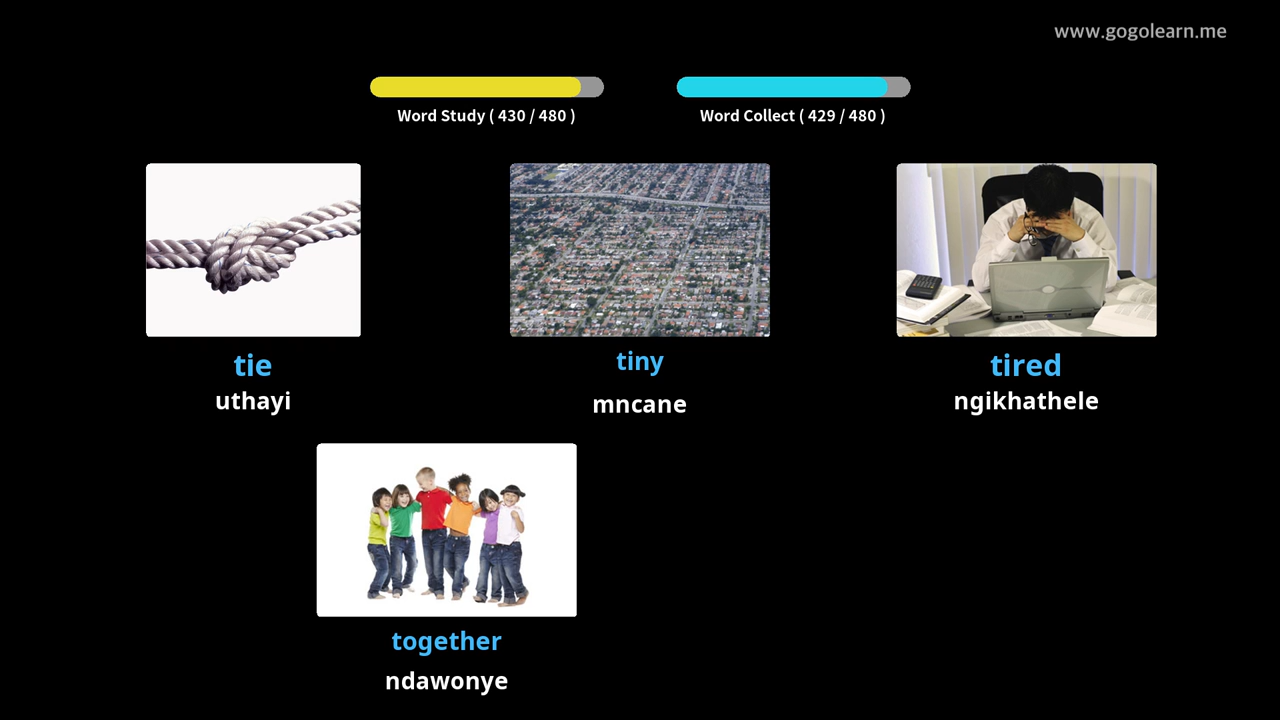 www.gogolearn.me
Word Study ( 430 / 480 )
Word Collect ( 429 / 480 )
tie
uthayi
tiny
mncane
tired
ngikhathele
together
ndawonye